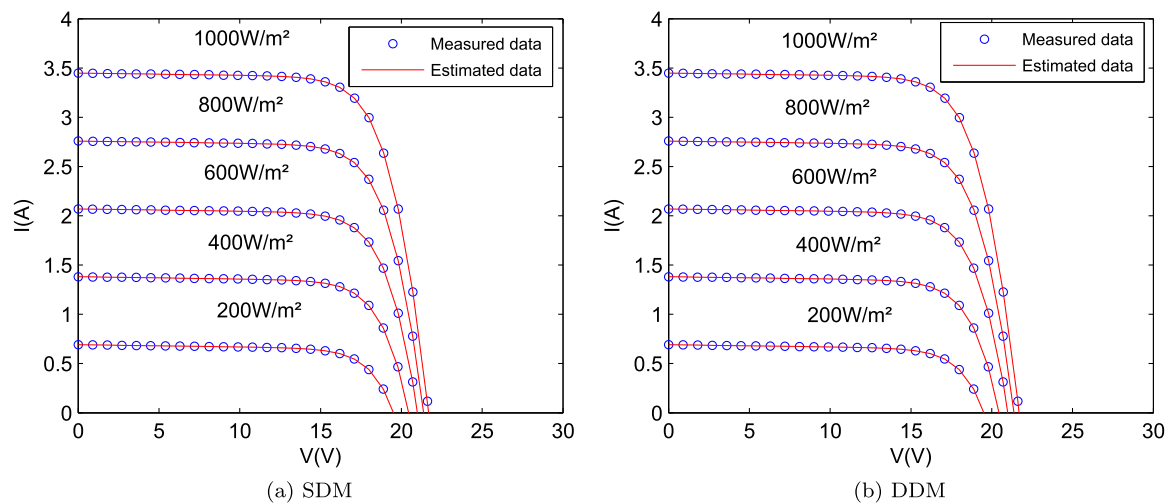 4
3.5
3
2.5
2
1.5
1
0.5
0
I(A)
1000W/m²
800W/m²
600W/m²
400W/m²
200W/m²
Measured data
Estimated data
0 5 10 15 20 25 30
V(V)
(a) SDM
4
3.5
3
2.5
2
1.5
1
0.5
0
I(A)
1000W/m²
800W/m²
600W/m²
400W/m²
200W/m²
Measured data
Estimated data
0 5 10 15 20 25 30
V(V)
(b) DDM